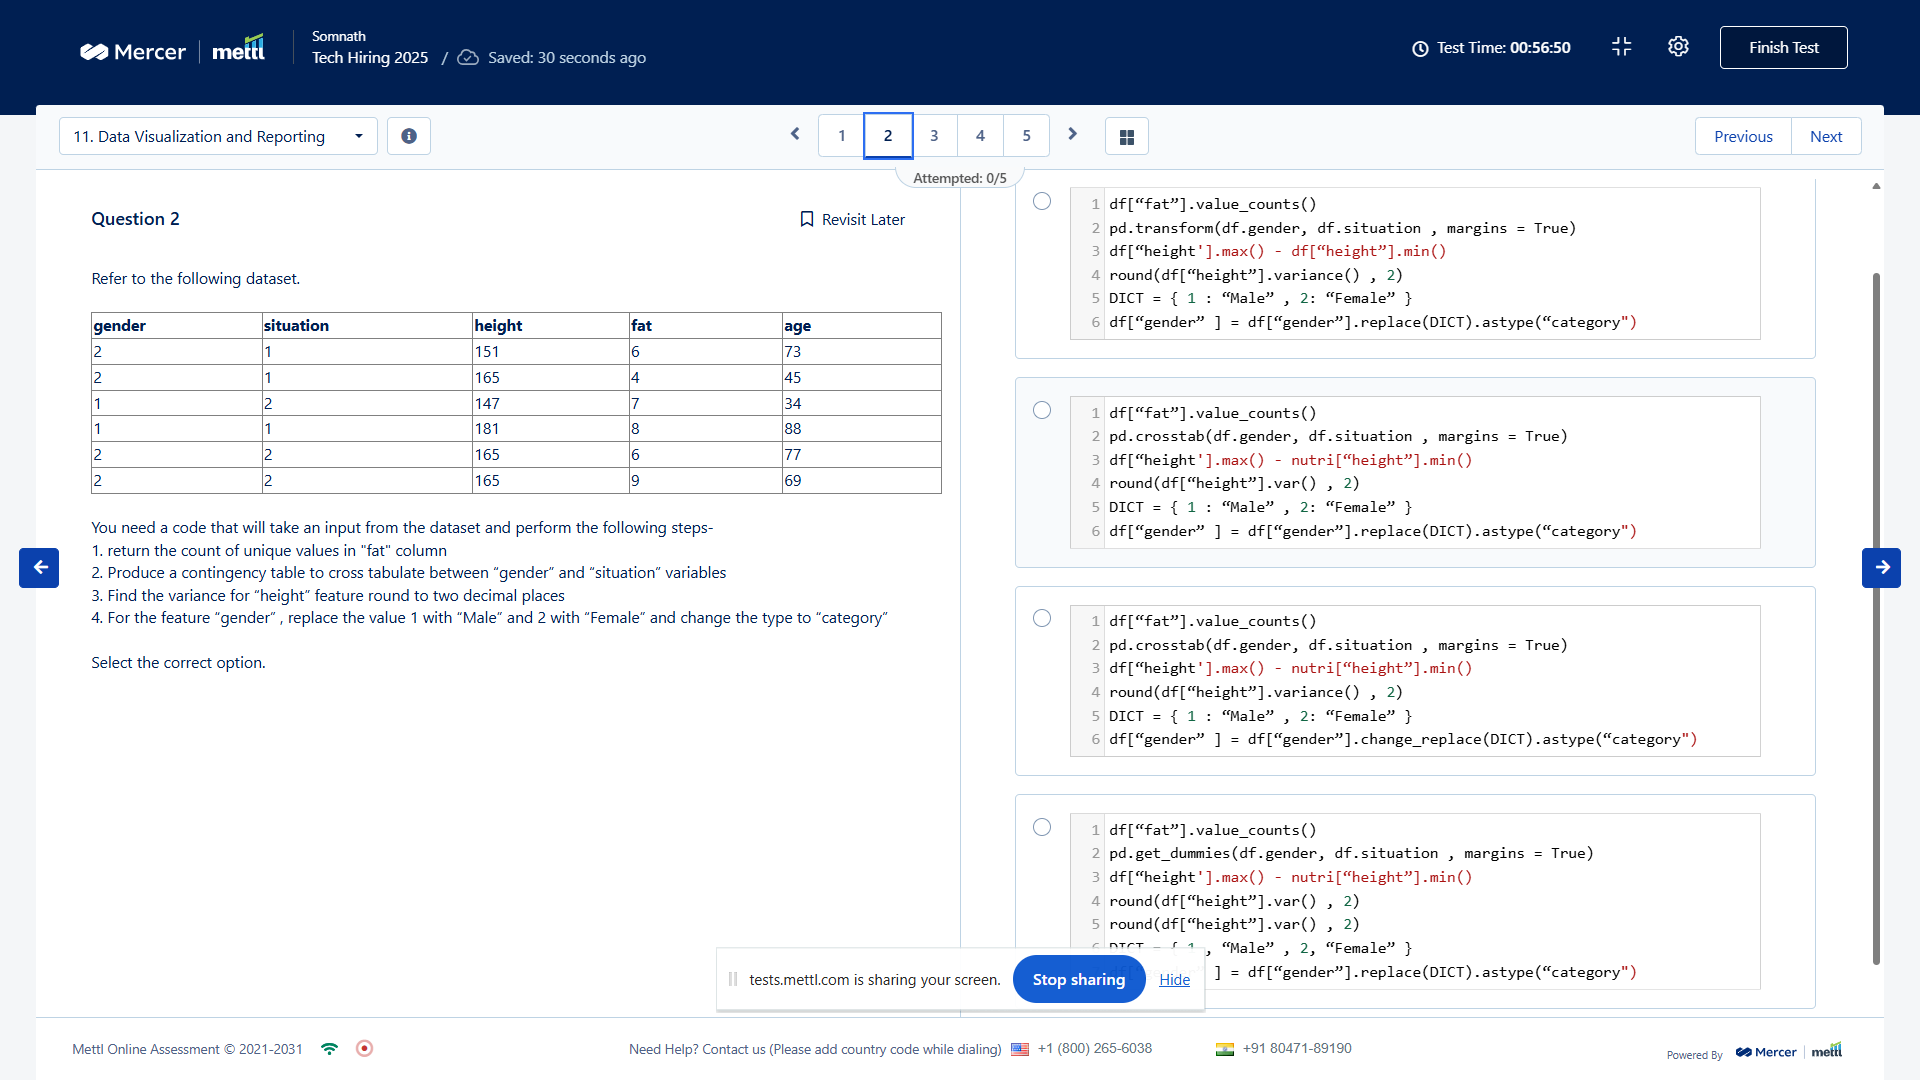 Mercer | mettl
Somnath
Tech Hiring 2025 / Saved: 30 seconds ago
Test Time: 00:56:50
Finish Test
11. Data Visualization and Reporting
1 2 3 4 5
Previous Next
Attempted: 0/5
Question 2
Revisit Later
Refer to the following dataset.
gender situation height fat age
2 1 151 6 73
2 1 165 4 45
1 2 147 7 34
1 1 181 8 88
2 2 165 6 77
2 2 165 9 69
You need a code that will take an input from the dataset and perform the following steps-
1. return the count of unique values in "fat" column
2. Produce a contingency table to cross tabulate between “gender” and “situation” variables
3. Find the variance for “height” feature round to two decimal places
4. For the feature “gender” , replace the value 1 with “Male” and 2 with “Female” and change the type to “category”
Select the correct option.
1 df[“fat”].value_counts()
2 pd.transform(df.gender, df.situation , margins = True)
3 df[“height'].max() - df[“height”].min()
4 round(df[“height”].variance() , 2)
5 DICT = { 1 : “Male” , 2: “Female” }
6 df[“gender” ] = df[“gender”].replace(DICT).astype(“category")
1 df[“fat”].value_counts()
2 pd.crosstab(df.gender, df.situation , margins = True)
3 df[“height'].max() - nutri[“height”].min()
4 round(df[“height”].var() , 2)
5 DICT = { 1 : “Male” , 2: “Female” }
6 df[“gender” ] = df[“gender”].replace(DICT).astype(“category")
1 df[“fat”].value_counts()
2 pd.crosstab(df.gender, df.situation , margins = True)
3 df[“height'].max() - nutri[“height”].min()
4 round(df[“height”].variance() , 2)
5 DICT = { 1 : “Male” , 2: “Female” }
6 df[“gender” ] = df[“gender”].change_replace(DICT).astype(“category")
1 df[“fat”].value_counts()
2 pd.get_dummies(df.gender, df.situation , margins = True)
3 df[“height'].max() - nutri[“height”].min()
4 round(df[“height”].var() , 2)
5 round(df[“height”].var() , 2)
6 DICT = { 1 , “Male” , 2, “Female” }
] = df[“gender”].replace(DICT).astype(“category")
tests.mettl.com is sharing your screen. Stop sharing Hide
Mettl Online Assessment © 2021-2031
Need Help? Contact us (Please add country code while dialing) +1 (800) 265-6038 +91 80471-89190
Powered By Mercer | mettl